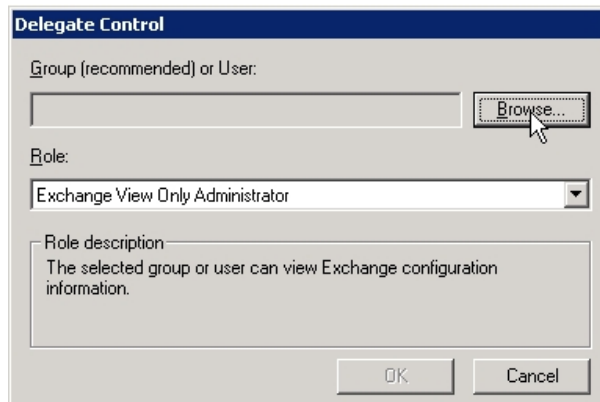 Delegate Control
Group (recommended) or User:
Browse...
Role:
Exchange View Only Administrator
Role description
The selected group or user can view Exchange configuration
information.
OK
Cancel